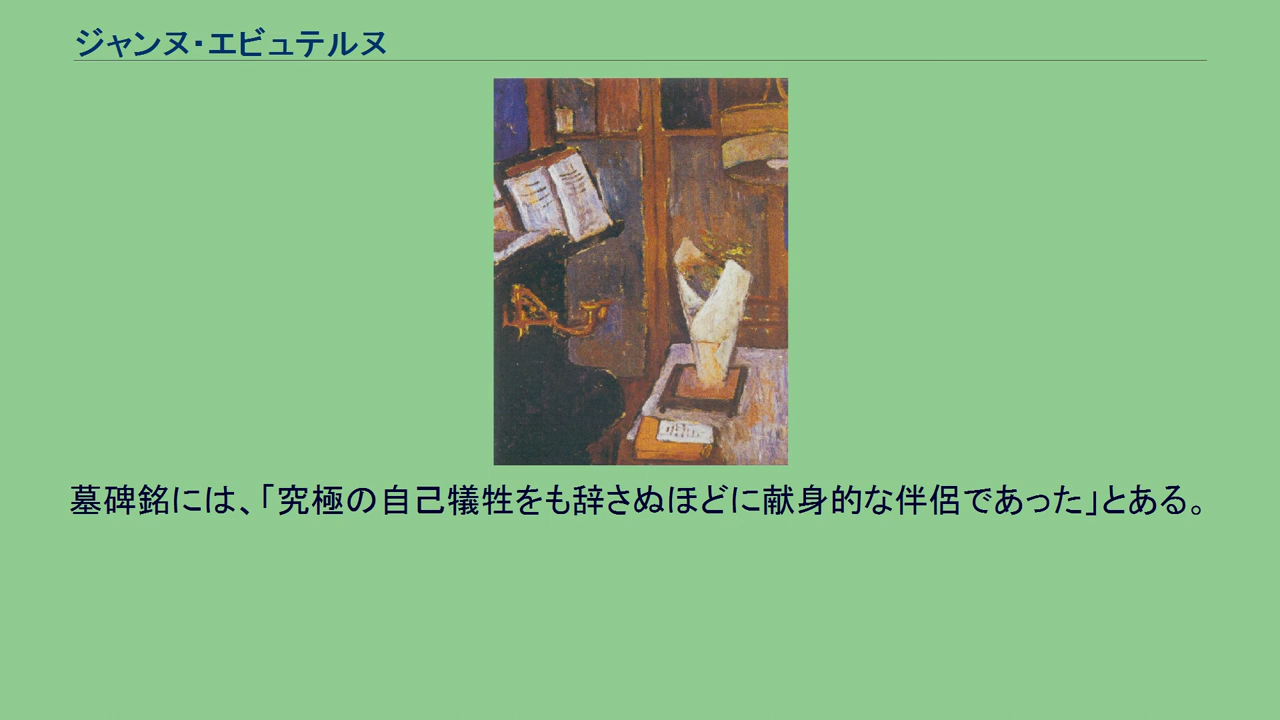 ジャンヌ・エビュテルヌ
墓碑銘には、「究極の自己犠牲をも辞さぬほどに献身的な伴侶であった」とある。